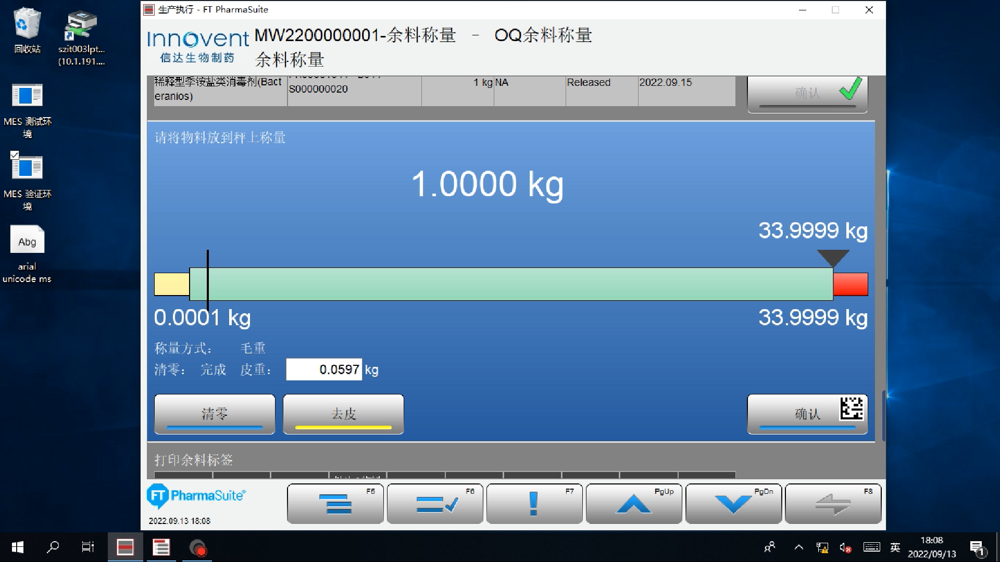 生产执行 - FT PharmaSuite
回收站
szit003lpt...
(10.1.191....
MES 测试环
境
MES 验证环
境
Abg
arial
unicode ms
Innovent
信达生物制药
MW2200000001-余料称量 - OQ余料称量
余料称量
稀释型季铵盐类消毒剂(Bact
eranios)
S000000020
1 kg
NA
Released
2022.09.15
确认
请将物料放到秤上称量
1.0000 kg
33.9999 kg
0.0001 kg
33.9999 kg
称量方式: 毛重
清零: 完成 皮重: 0.0597 kg
清零
去皮
确认
打印余料标签
FT PharmaSuite®
2022.09.13 18:08
F5
F6
F7
PgUp
PgDn
F8
英
18:08
2022/09/13
1